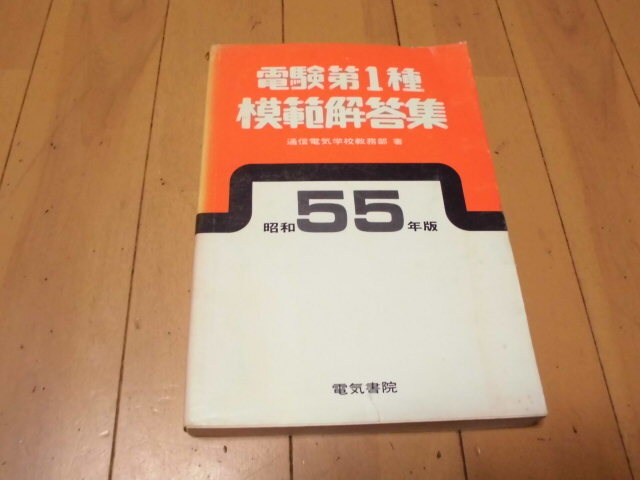 電験第1種
模範解答集
通信電気学校教務部 著
昭和55年版
電気書院